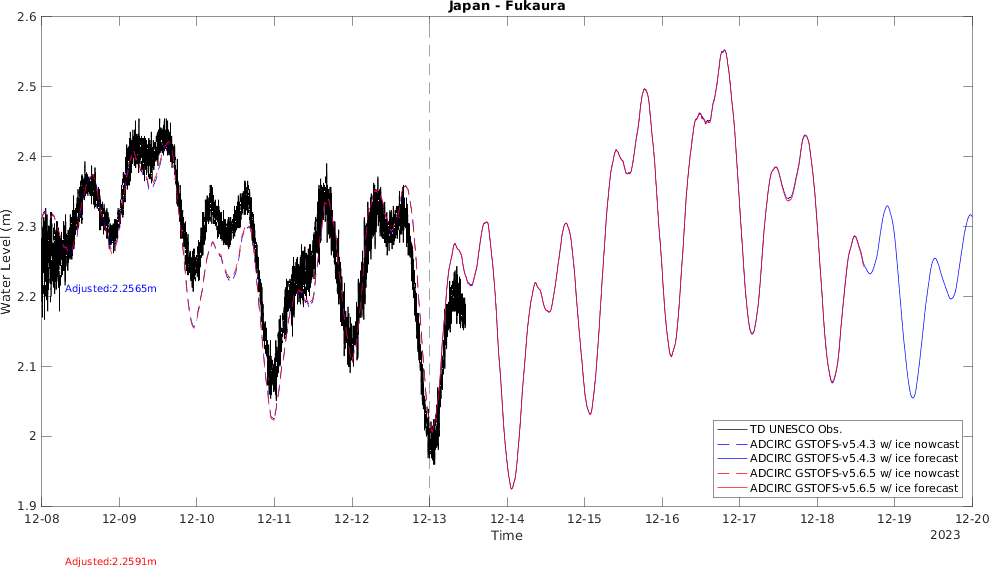 Japan - Fukaura
2.6
2.5
2.4
2.3
2.2
2.1
2
1.9
Water Level (m)
Adjusted:2.2565m
TD UNESCO Obs.
ADCIRC GSTOFS-v5.4.3 w/ ice nowcast
ADCIRC GSTOFS-v5.4.3 w/ ice forecast
ADCIRC GSTOFS-v5.6.5 w/ ice nowcast
ADCIRC GSTOFS-v5.6.5 w/ ice forecast
12-08 12-09 12-10 12-11 12-12 12-13 12-14 12-15 12-16 12-17 12-18 12-19 12-20
Time
2023
Adjusted:2.2591m